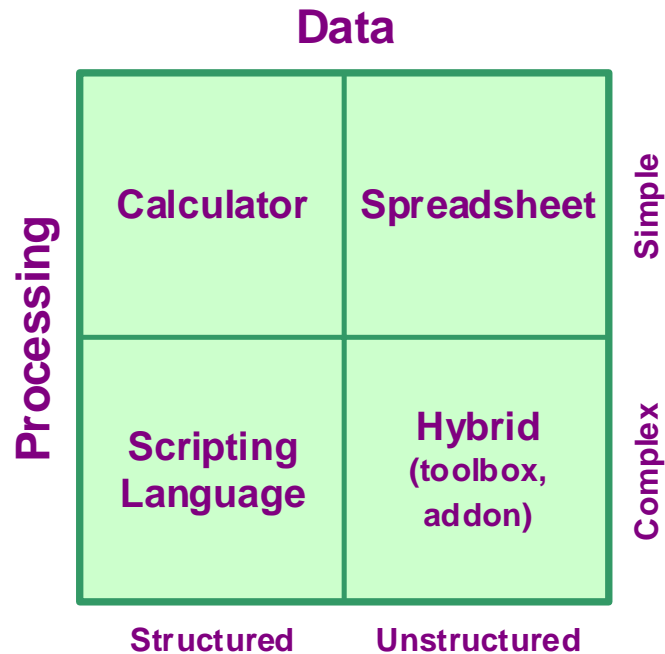 Data
Processing
Calculator
Spreadsheet
Simple
Scripting
Language
Hybrid
(toolbox,
addon)
Complex
Structured
Unstructured